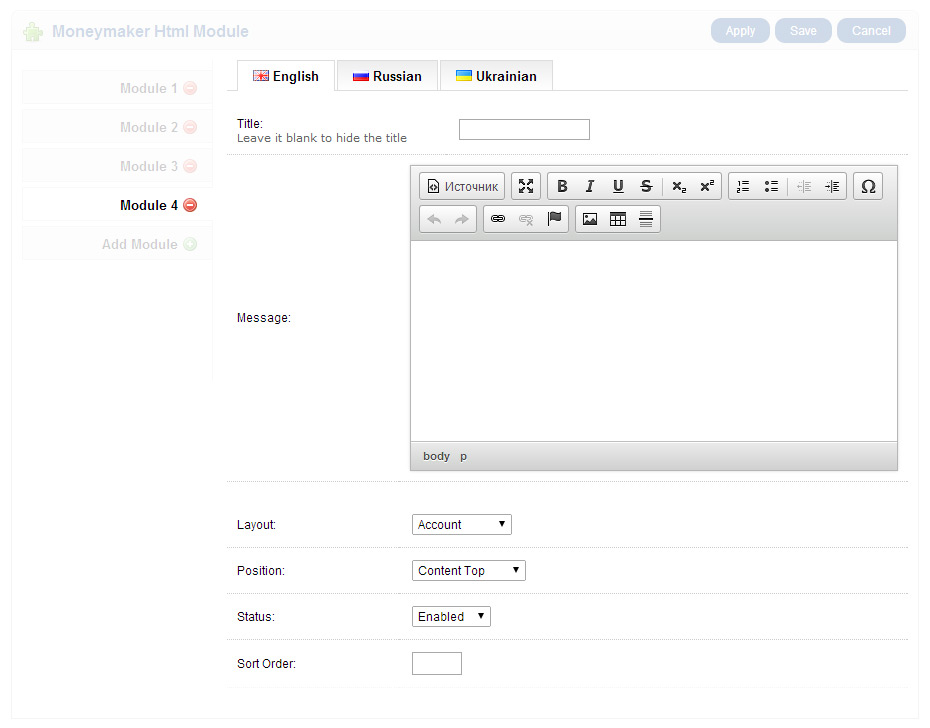 Moneymaker Html Module
Apply Save Cancel
Module 1
Module 2
Module 3
Module 4
Add Module
English Russian Ukrainian
Title:
Leave it blank to hide the title
Message:
Источник B I U S x₂ x² Ω
body p
Layout: Account
Position: Content Top
Status: Enabled
Sort Order: